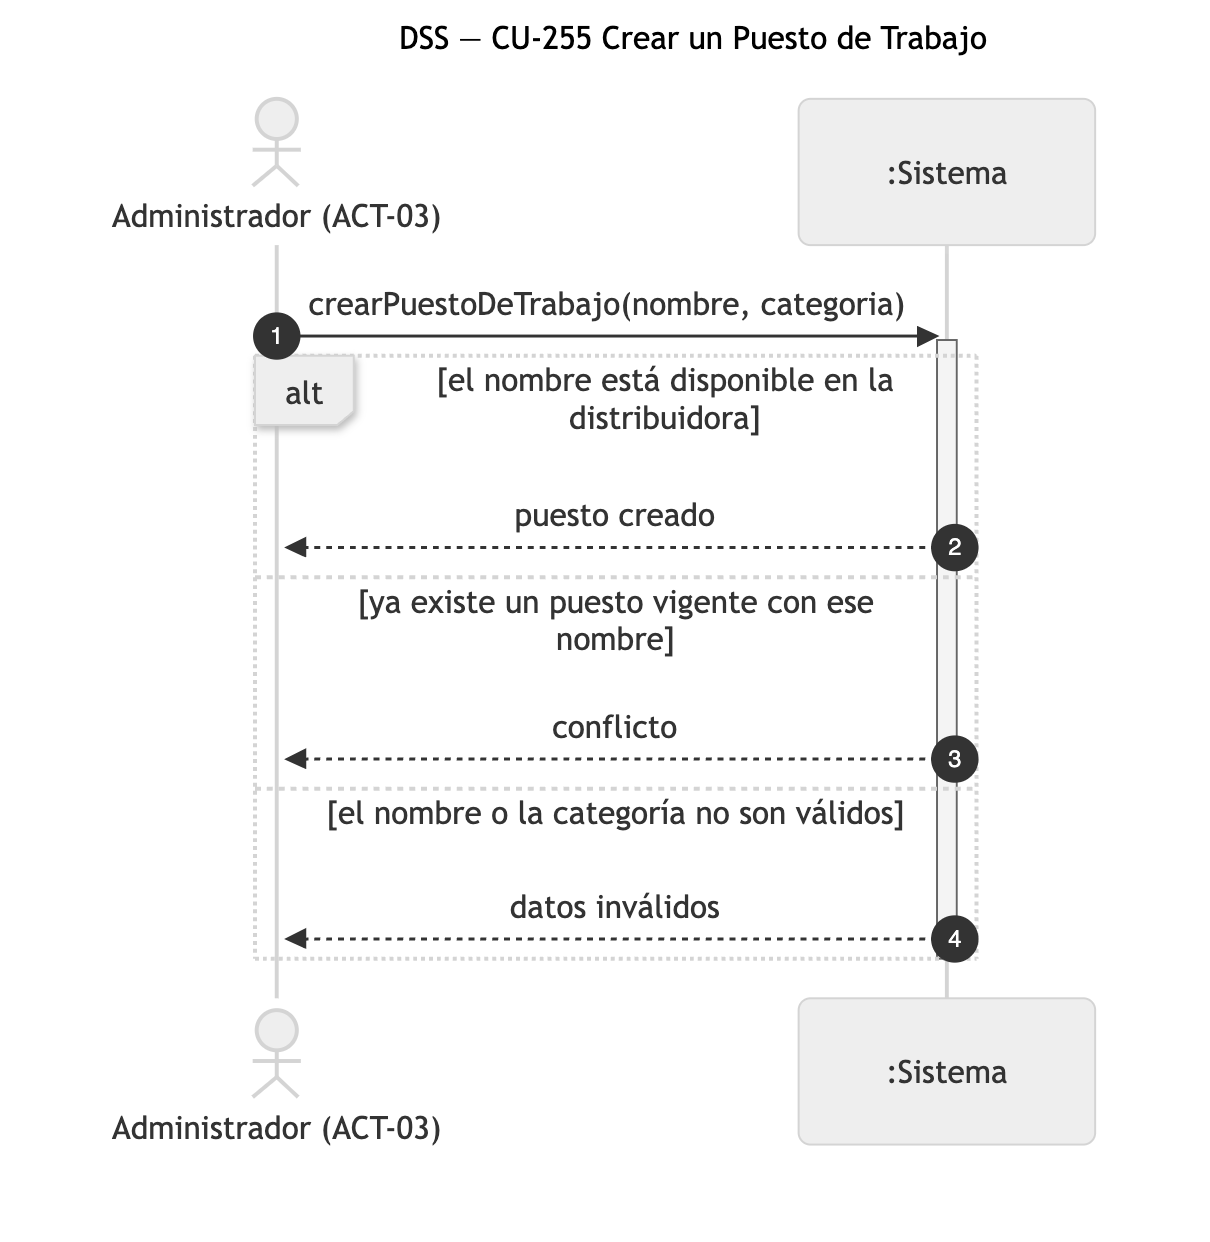 DSS — CU-255 Crear un Puesto de Trabajo
Administrador (ACT-03)
:Sistema
crearPuestoDeTrabajo(nombre, categoria)
1
alt
[el nombre está disponible en la
distribuidora]
puesto creado
2
[ya existe un puesto vigente con ese
nombre]
conflicto
3
[el nombre o la categoría no son válidos]
datos inválidos
4
Administrador (ACT-03)
:Sistema